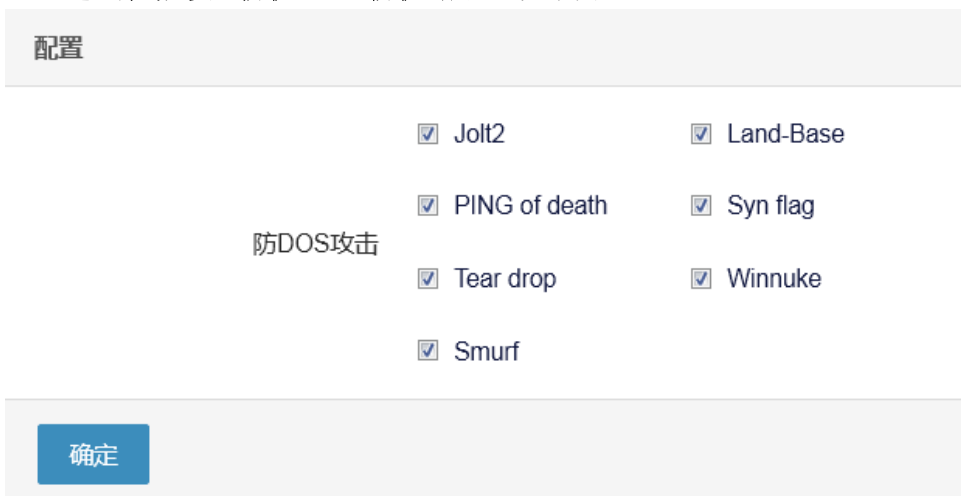 配置
Jolt2 Land-Base
PING of death Syn flag
防DOS攻击
Tear drop Winnuke
Smurf
确定